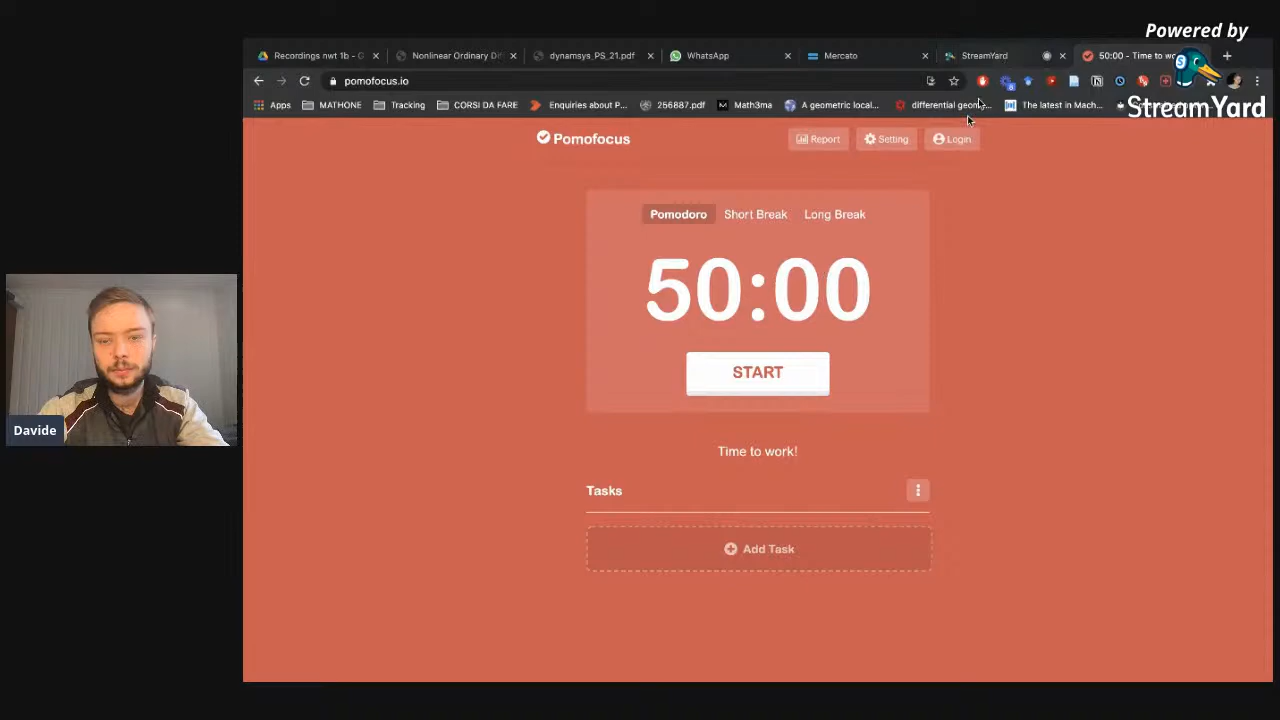 Powered by
StreamYard
Recordings nwt 1b - G
Nonlinear Ordinary Dif
dynamsys_PS_21.pdf
WhatsApp
Mercato
StreamYard
50:00 - Time to wo
pomofocus.io
Apps
MATHONE
Tracking
CORSI DA FARE
Enquiries about P...
256887.pdf
Math3ma
A geometric local...
differential geom...
The latest in Mach...
Pomofocus
Report
Setting
Login
Pomodoro
Short Break
Long Break
50:00
START
Time to work!
Tasks
Add Task
Davide